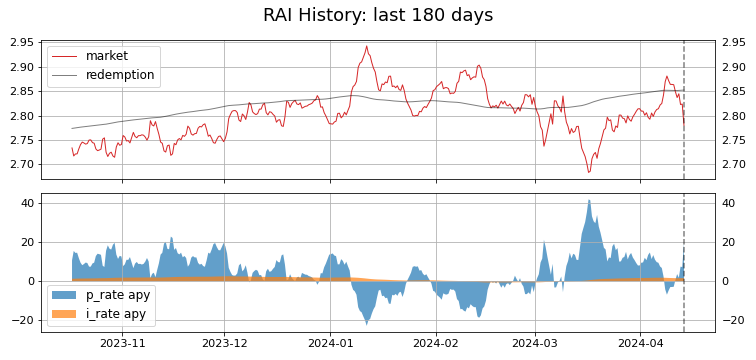 RAI History: last 180 days
2.95 2.95
market
redemption
2.90 2.90
2.85 2.85
2.80 2.80
2.75 2.75
2.70 2.70
40 40
20 20
0 0
p_rate apy
i_rate apy
−20 −20
2023-11 2023-12 2024-01 2024-02 2024-03 2024-04